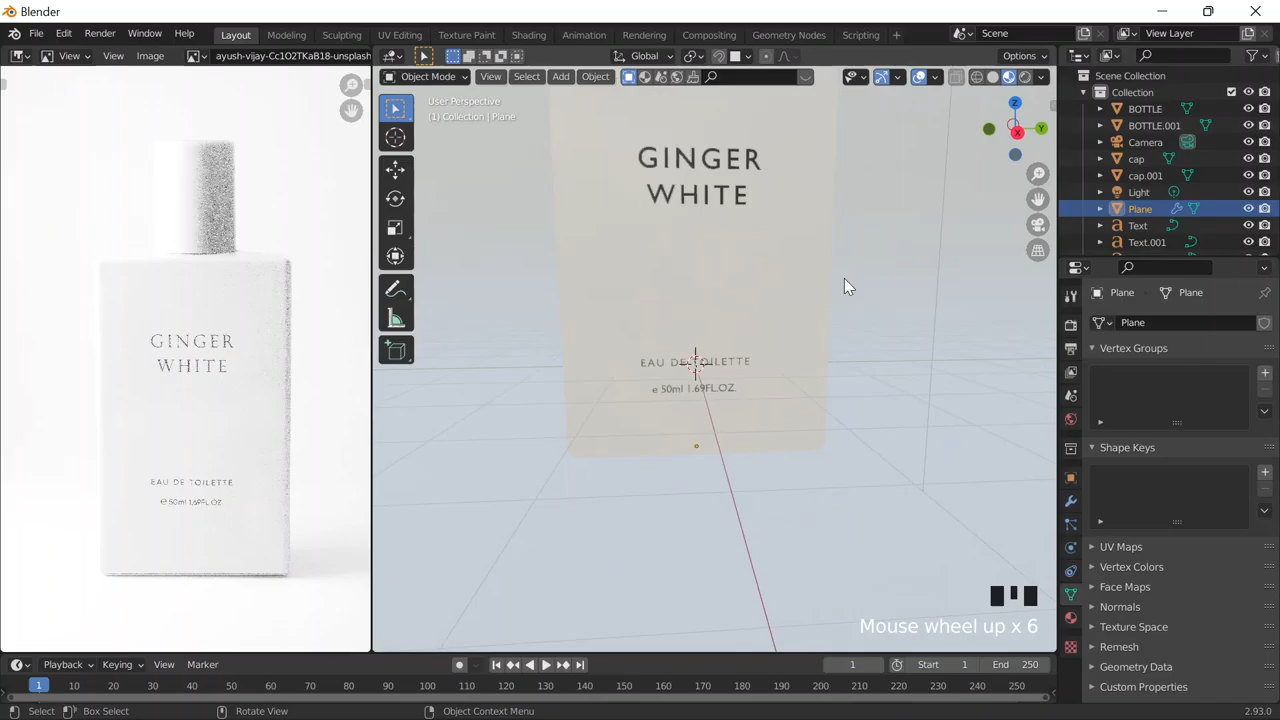 Blender
File Edit Render Window Help Layout Modeling Sculpting UV Editing Texture Paint Shading Animation Rendering Compositing Geometry Nodes Scripting + Scene View Layer
View View Image ayush-vijay-Cc1O2TKaB18-unsplash Global Options
Object Mode View Select Add Object
User Perspective
(1) Collection | Plane
Z
Y
X
GINGER
WHITE
EAU DE TOILETTE
e 50ml 1.69FL.OZ.
GINGER
WHITE
EAU DE TOILETTE
e 50ml 1.69FL.OZ
Mouse wheel up x 6
Scene Collection
Collection
BOTTLE
BOTTLE.001
Camera
cap
cap.001
Light
Plane
Text
Text.001
Plane Plane
Plane
Vertex Groups
Shape Keys
UV Maps
Vertex Colors
Face Maps
Normals
Texture Space
Remesh
Geometry Data
Custom Properties
Playback Keying View Marker 1 Start 1 End 250
1 10 20 30 40 50 60 70 80 90 100 110 120 130 140 150 160 170 180 190 200 210 220 230 240 250
Select Box Select Rotate View Object Context Menu 2.93.0